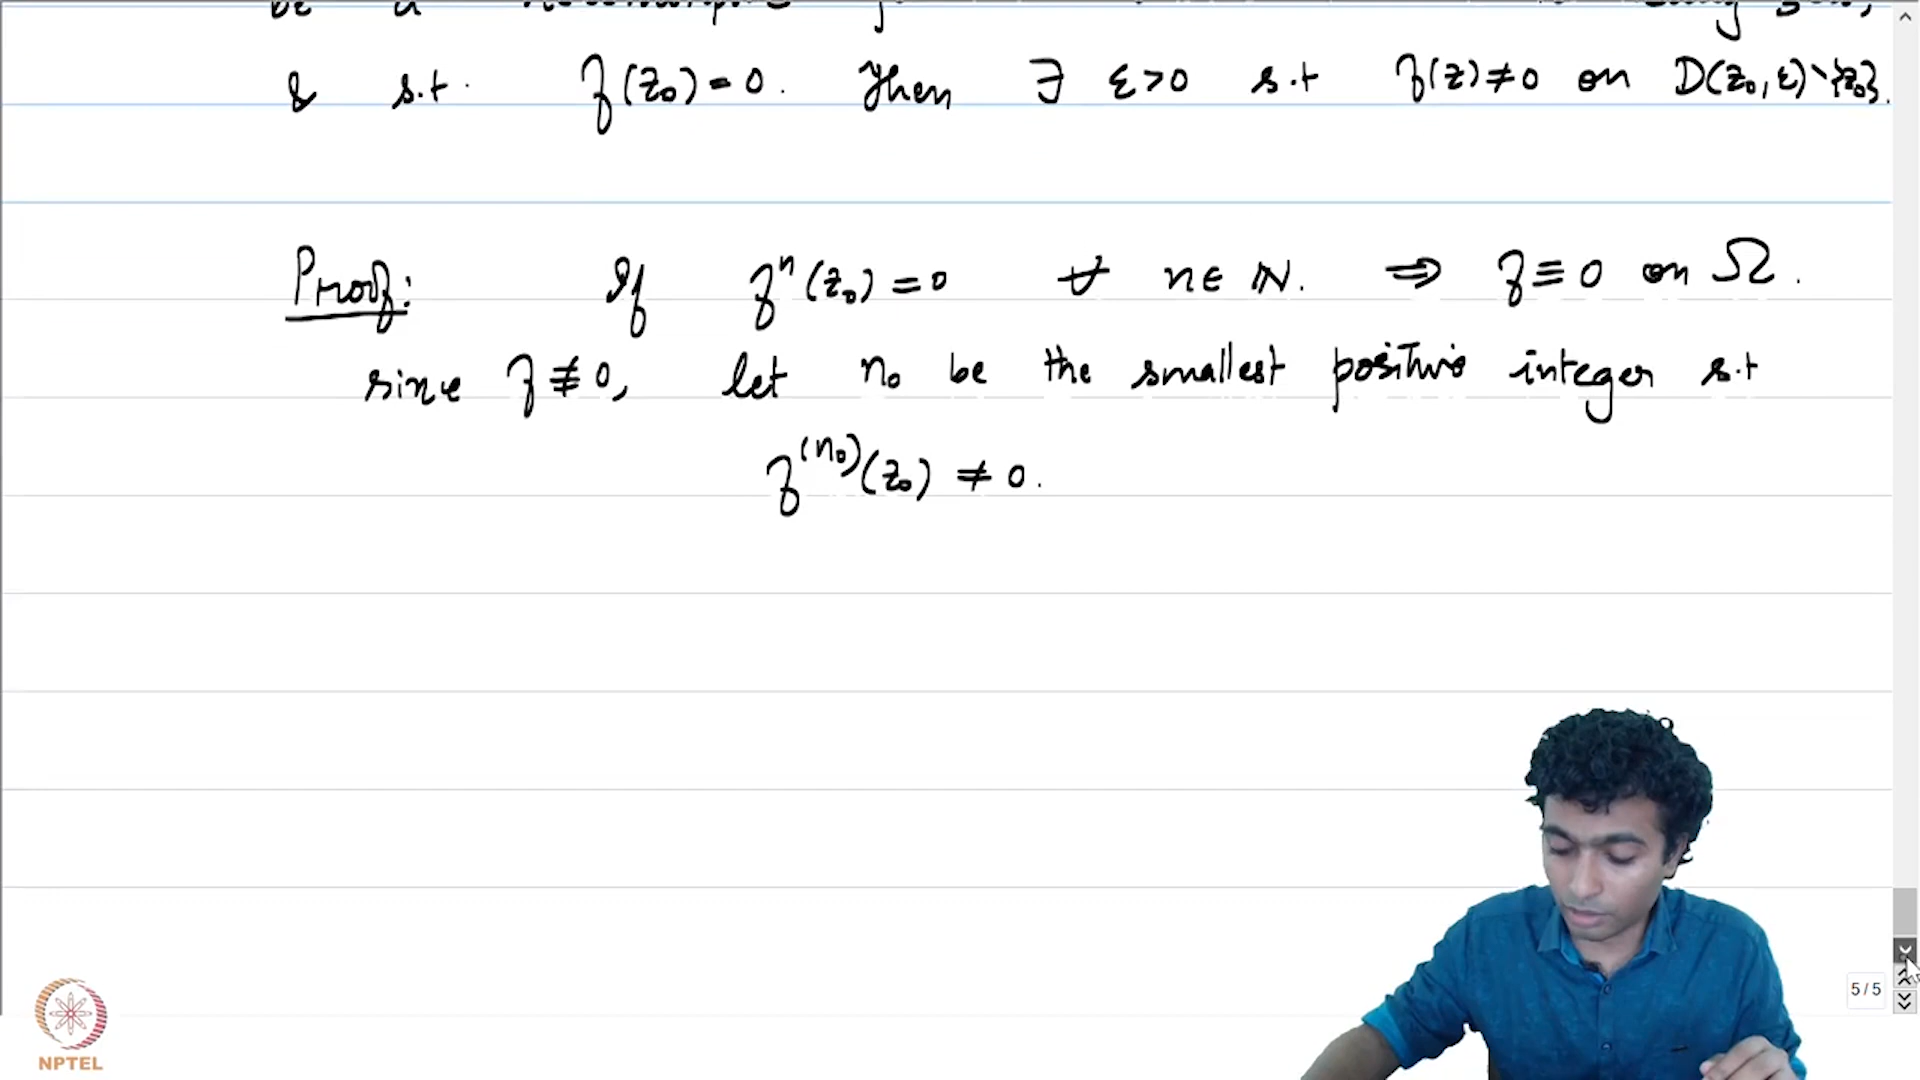 be a
& s.t. f(z₀) = 0. Then ∃ ε>0 s.t f(z)≠0 on D(z₀,ε)∖{z₀}.
Proof: If fⁿ(z₀) = 0 ∀ n∈ℕ. ⇒ f≡0 on Ω.
since f≢0, let n₀ be the smallest positive integer s.t
f⁽ⁿ⁰⁾(z₀) ≠ 0.
5 / 5
NPTEL